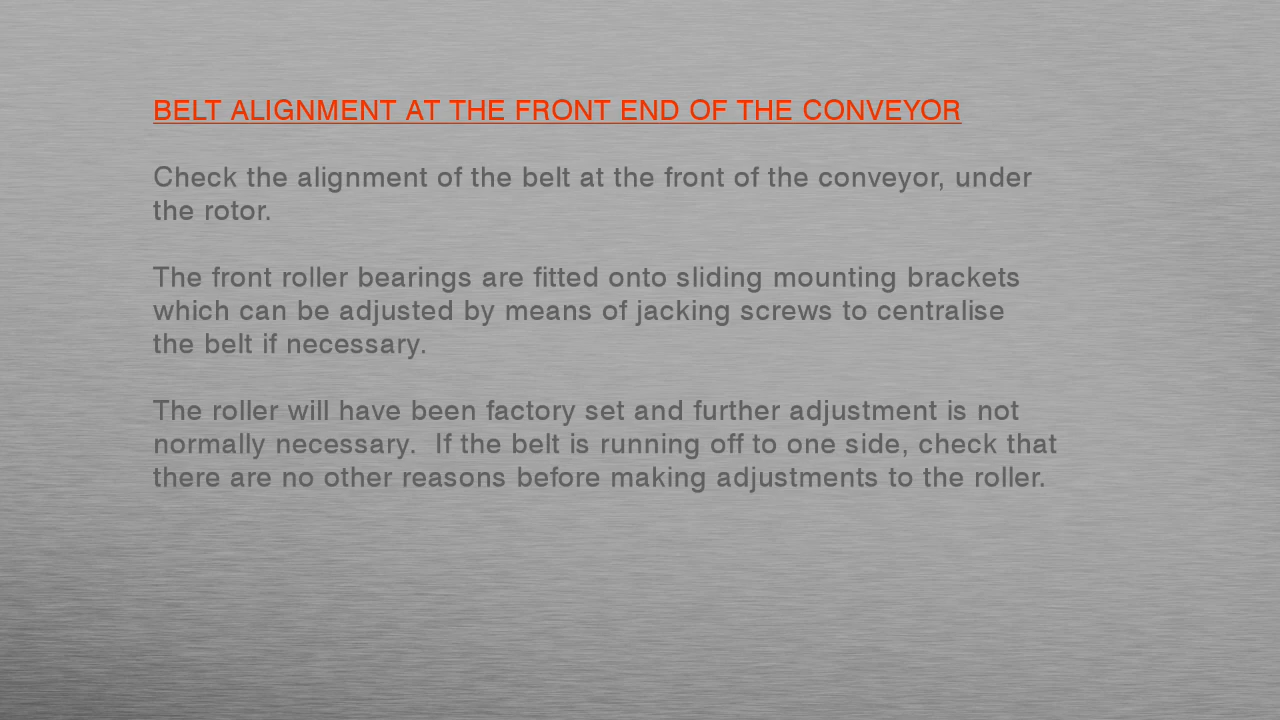 BELT ALIGNMENT AT THE FRONT END OF THE CONVEYOR
Check the alignment of the belt at the front of the conveyor, under
the rotor.
The front roller bearings are fitted onto sliding mounting brackets
which can be adjusted by means of jacking screws to centralise
the belt if necessary.
The roller will have been factory set and further adjustment is not
normally necessary.  If the belt is running off to one side, check that
there are no other reasons before making adjustments to the roller.